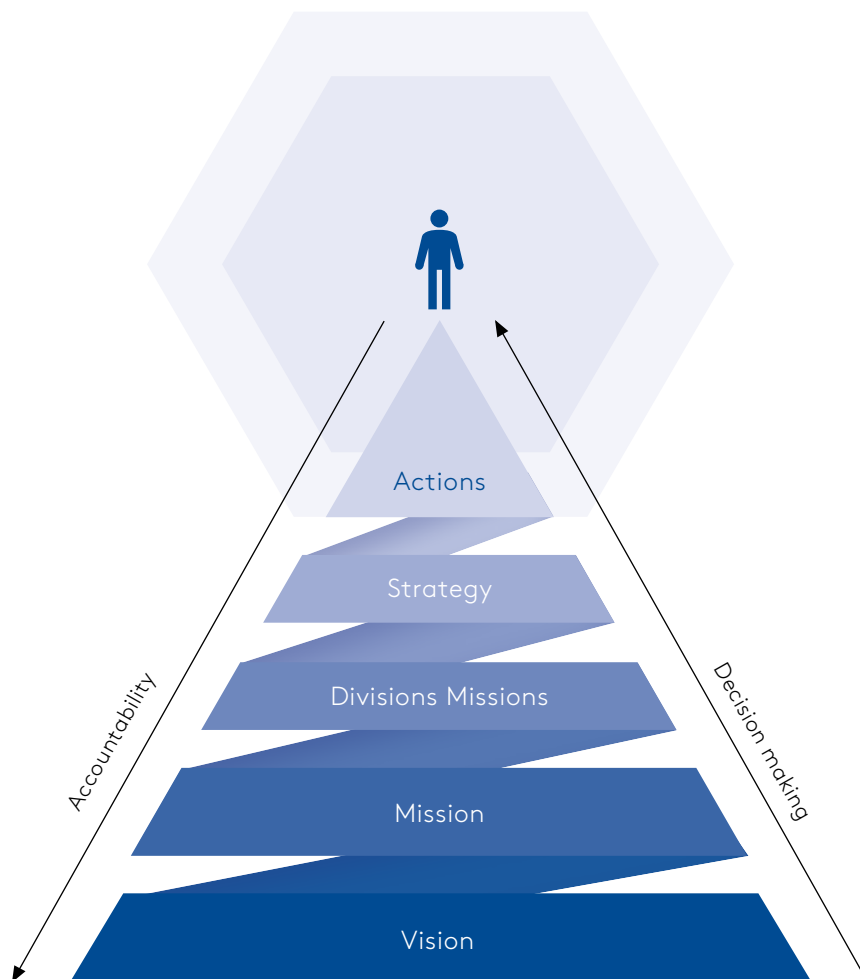 Actions
Strategy
Divisions Missions
Mission
Vision
Accountability
Decision making